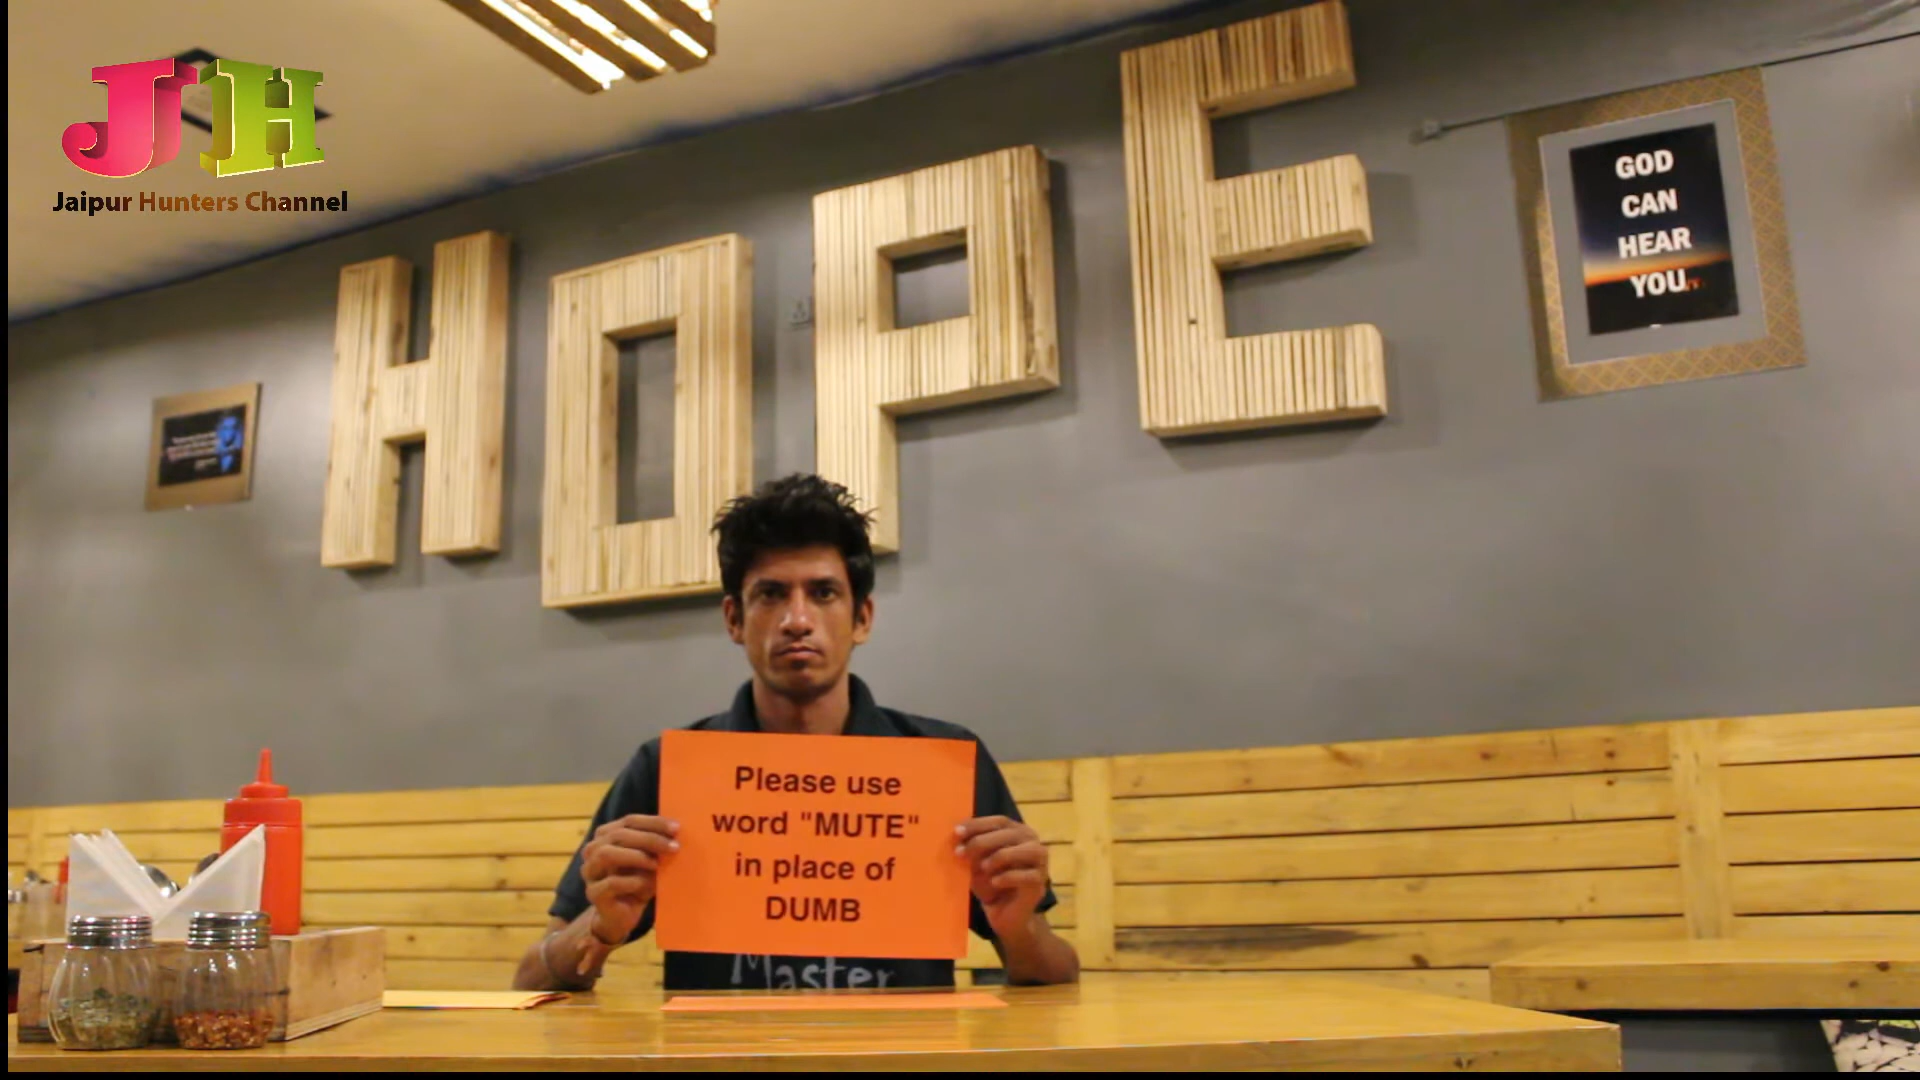 JH
Jaipur Hunters Channel
HOPE
GOD
CAN
HEAR
YOU
Please use
word "MUTE"
in place of
DUMB
Master